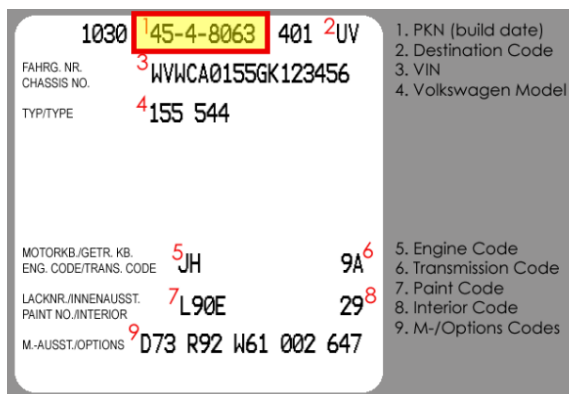 1030 1 45-4-8063 401 2 UV
FAHRG. NR.
CHASSIS NO.
3 WVWCA0155GK123456
TYP/TYPE 4 155 544
MOTORKB./GETR. KB.
ENG. CODE/TRANS. CODE
5 JH 9A 6
LACKNR./INNENAUSST.
PAINT NO./INTERIOR
7 L90E 29 8
M.-AUSST./OPTIONS 9 D73 R92 W61 002 647
1. PKN (build date)
2. Destination Code
3. VIN
4. Volkswagen Model
5. Engine Code
6. Transmission Code
7. Paint Code
8. Interior Code
9. M-/Options Codes